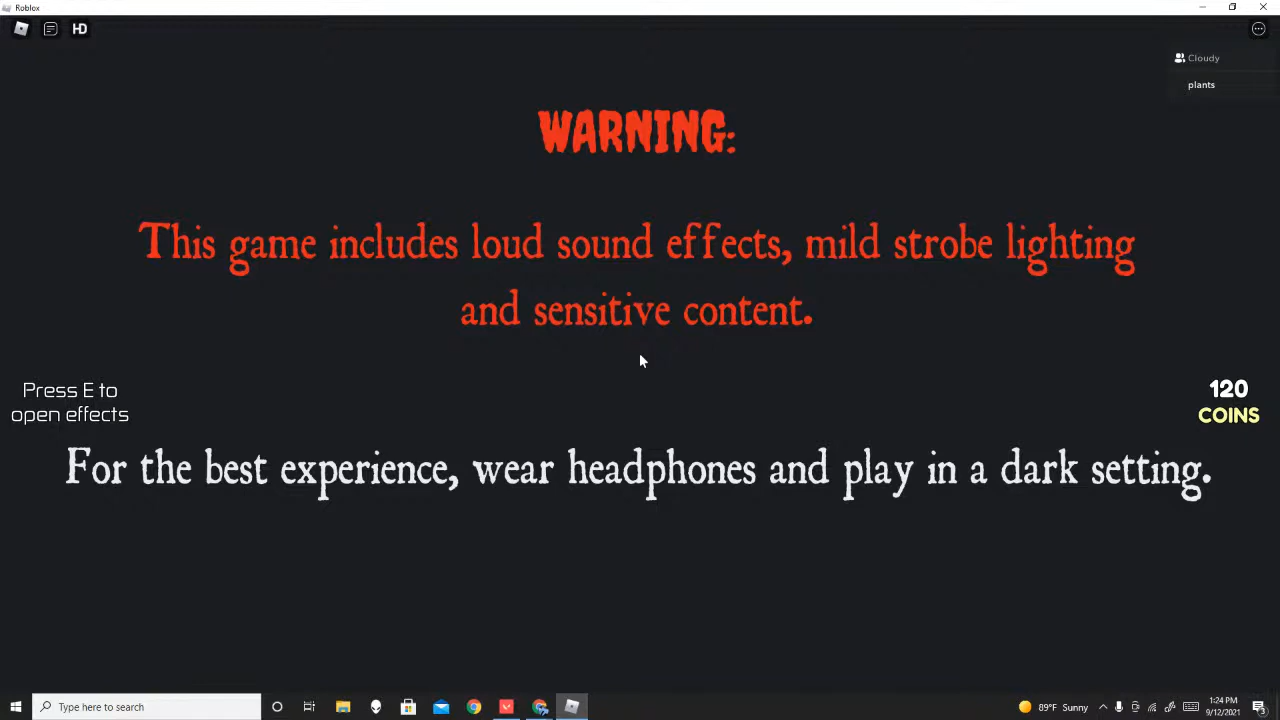 Roblox
HD
Cloudy
plants
WARNING:
This game includes loud sound effects, mild strobe lighting
and sensitive content.
Press E to
open effects
120
COINS
For the best experience, wear headphones and play in a dark setting.
Type here to search
89°F Sunny
1:24 PM
9/12/2021